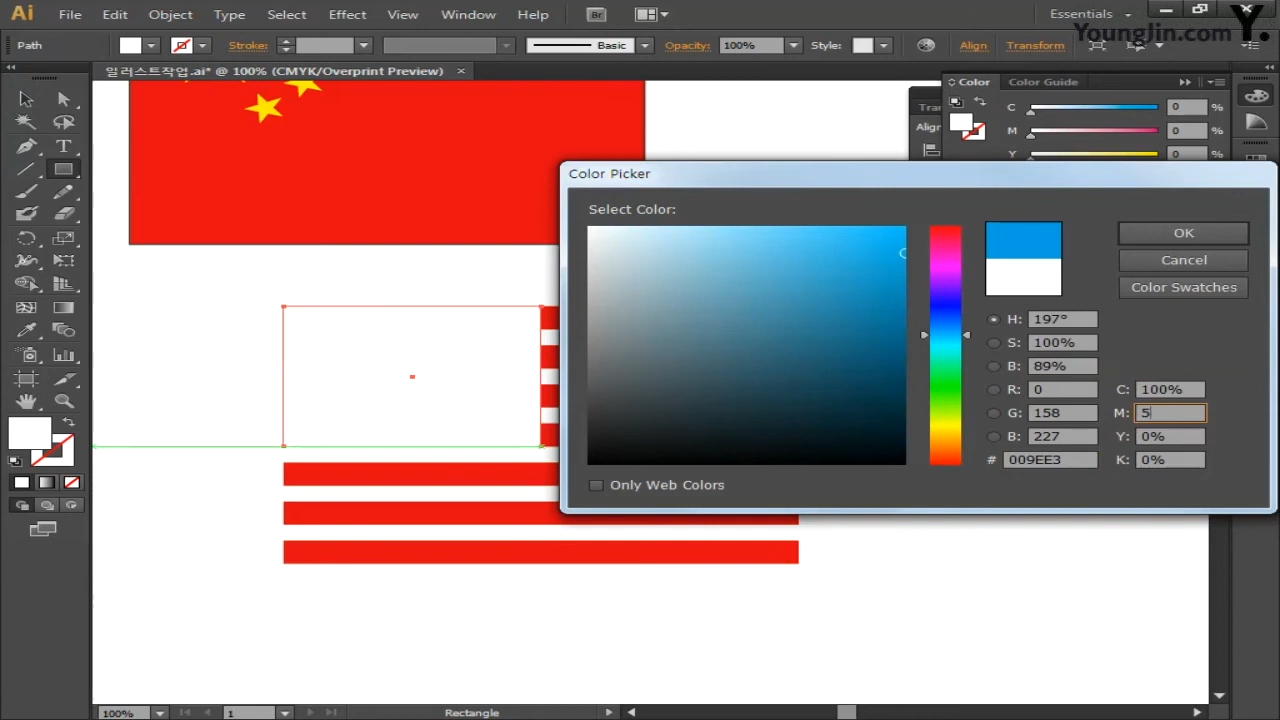 Ai File Edit Object Type Select Effect View Window Help Br Essentials
YoungJin.com Y.
Path Stroke: Basic Opacity: 100% Style: Align Transform
일러스트작업.ai* @ 100% (CMYK/Overprint Preview) ×
Color Color Guide
C 0 %
Align M 0 %
Y 0 %
Color Picker
Select Color:
OK
Cancel
Color Swatches
H: 197°
S: 100%
B: 89%
R: 0 C: 100%
G: 158 M: 5
B: 227 Y: 0%
# 009EE3 K: 0%
Only Web Colors
100% 1 Rectangle